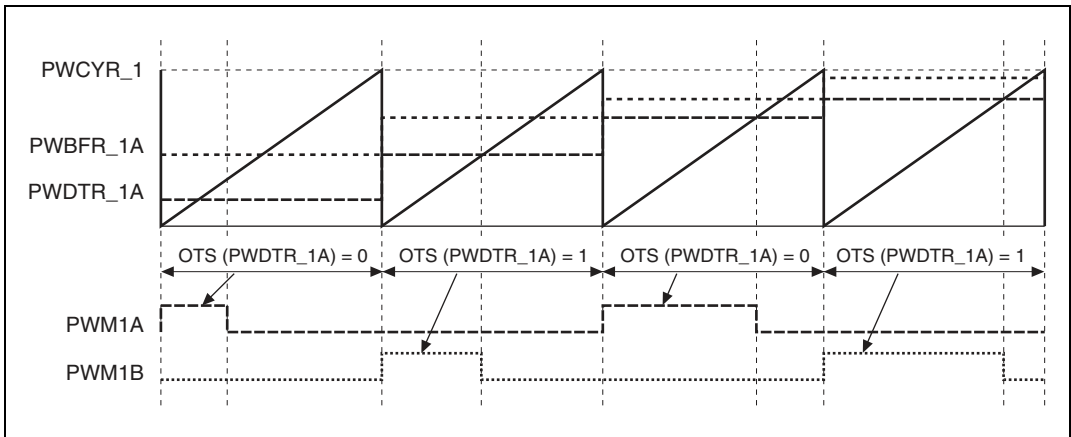 PWCYR_1
PWBFR_1A
PWDTR_1A
OTS (PWDTR_1A) = 0 OTS (PWDTR_1A) = 1 OTS (PWDTR_1A) = 0 OTS (PWDTR_1A) = 1
PWM1A
PWM1B